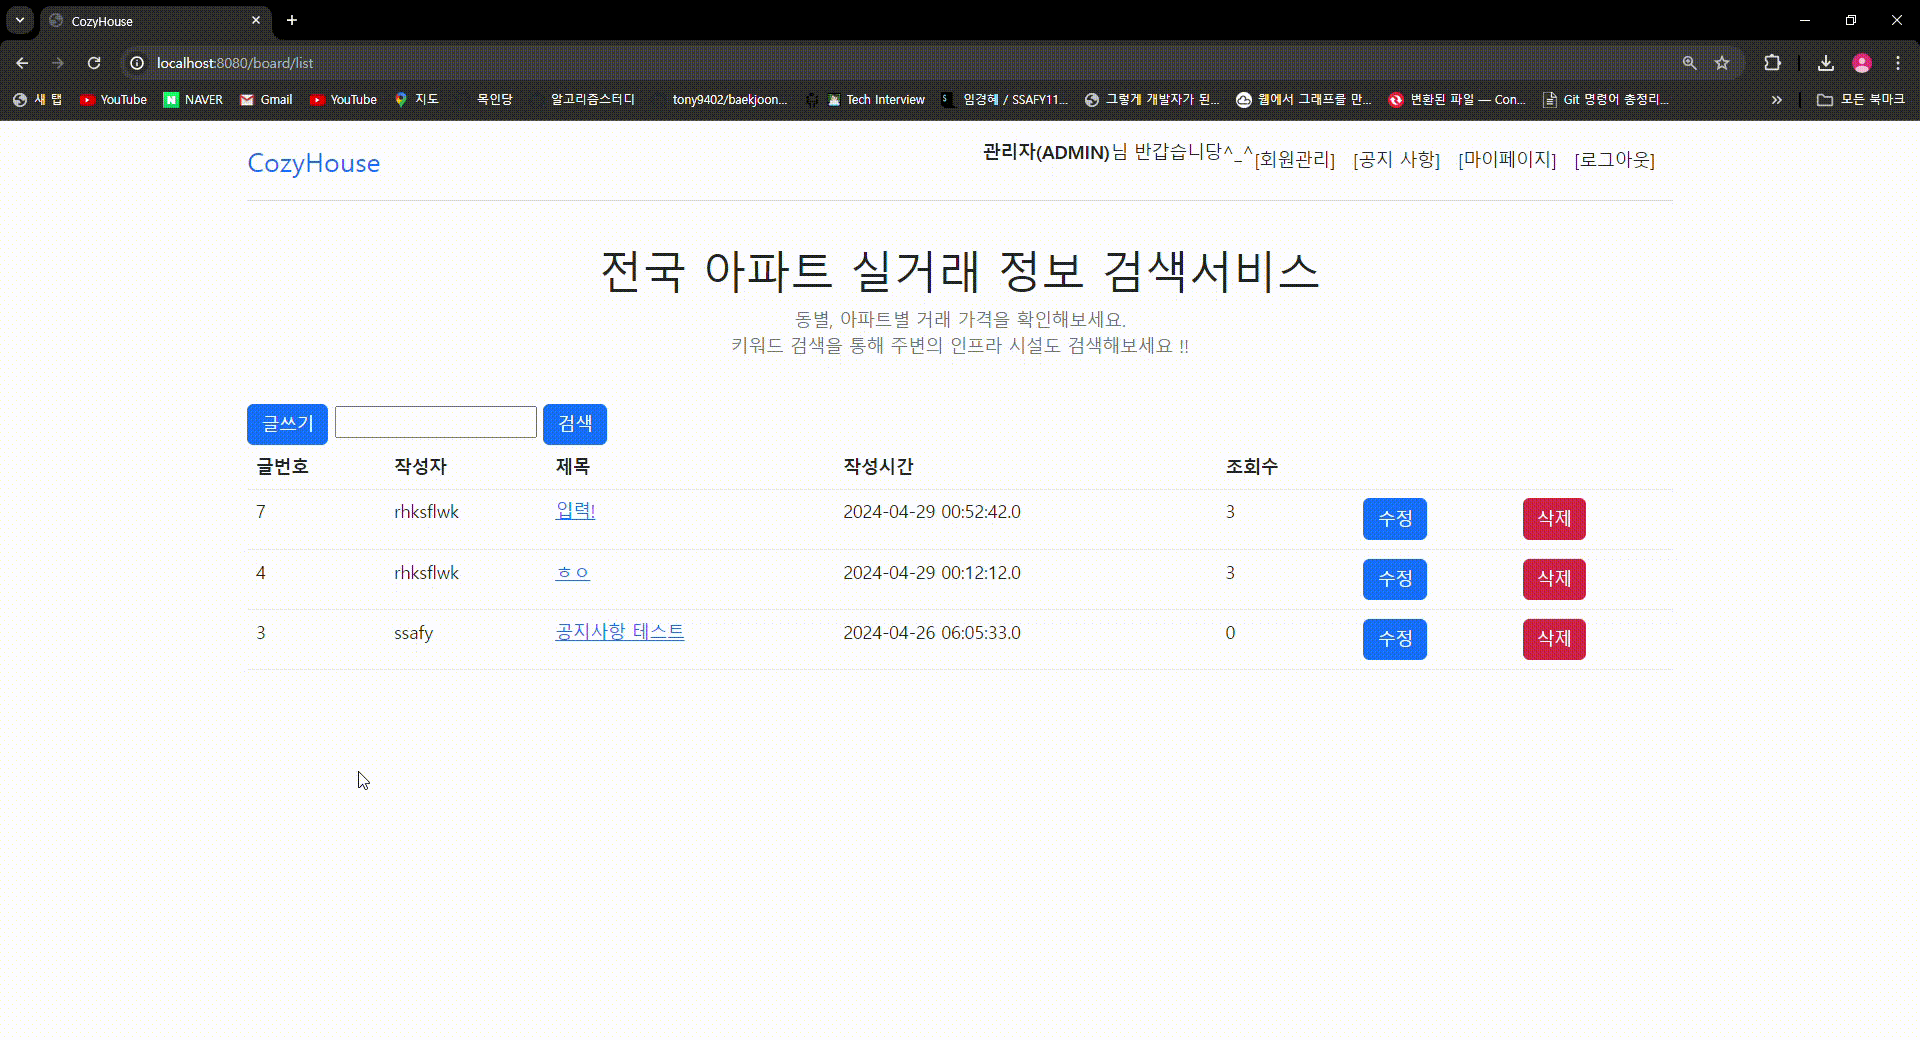 CozyHouse
localhost:8080/board/list
새 탭 YouTube NAVER Gmail YouTube 지도 목인당 알고리즘스터디 tony9402/baekjoon... Tech Interview 임경혜 / SSAFY11... 그렇게 개발자가 된... 웹에서 그래프를 만... 변환된 파일 — Con... Git 명령어 총정리... » 모든 북마크
CozyHouse 관리자(ADMIN)님 반갑습니당^_^ [회원관리] [공지 사항] [마이페이지] [로그아웃]
전국 아파트 실거래 정보 검색서비스
동별, 아파트별 거래 가격을 확인해보세요.
키워드 검색을 통해 주변의 인프라 시설도 검색해보세요 !!
글쓰기 검색
글번호 작성자 제목 작성시간 조회수
7 rhksflwk 입력! 2024-04-29 00:52:42.0 3 수정 삭제
4 rhksflwk ㅎㅇ 2024-04-29 00:12:12.0 3 수정 삭제
3 ssafy 공지사항 테스트 2024-04-26 06:05:33.0 0 수정 삭제